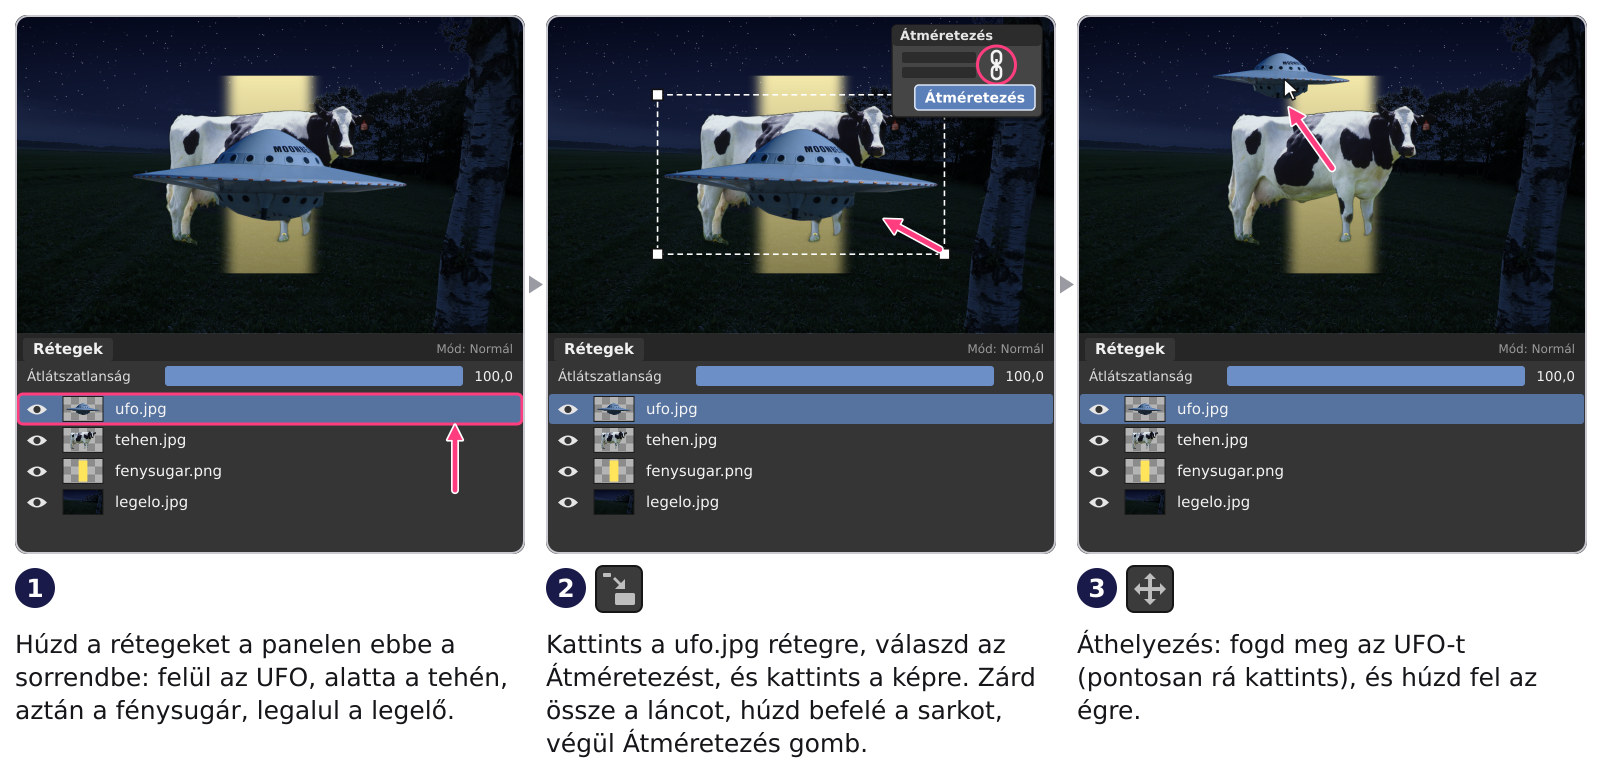 Rétegek
Mód: Normál
Átlátszatlanság
100,0
ufo.jpg
tehen.jpg
fenysugar.png
legelo.jpg
1
Húzd a rétegeket a panelen ebbe a
sorrendbe: felül az UFO, alatta a tehén,
aztán a fénysugár, legalul a legelő.
Átméretezés
Átméretezés
Rétegek
Mód: Normál
Átlátszatlanság
100,0
ufo.jpg
tehen.jpg
fenysugar.png
legelo.jpg
2
Kattints a ufo.jpg rétegre, válaszd az
Átméretezést, és kattints a képre. Zárd
össze a láncot, húzd befelé a sarkot,
végül Átméretezés gomb.
Rétegek
Mód: Normál
Átlátszatlanság
100,0
ufo.jpg
tehen.jpg
fenysugar.png
legelo.jpg
3
Áthelyezés: fogd meg az UFO-t
(pontosan rá kattints), és húzd fel az
égre.